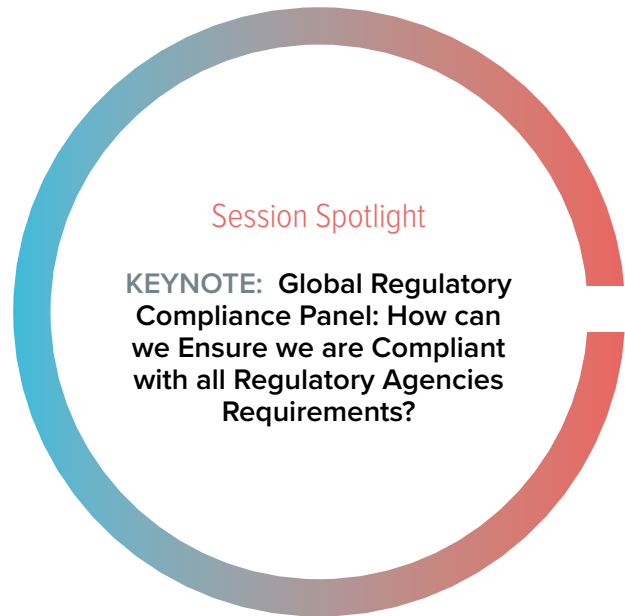 Session Spotlight
KEYNOTE: Global Regulatory
Compliance Panel: How can
we Ensure we are Compliant
with all Regulatory Agencies
Requirements?